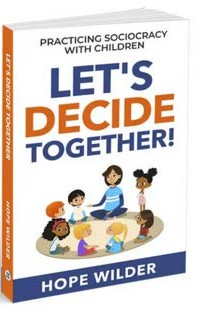 PRACTICING SOCIOCRACY
WITH CHILDREN
LET'S
DECIDE
TOGETHER!
HOPE WILDER
LET'S DECIDE TOGETHER
HOPE WILDER